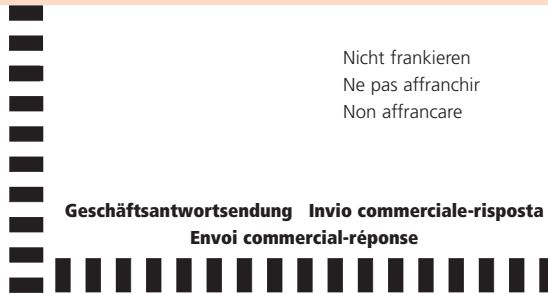 Nicht frankieren
Ne pas affranchir
Non affrancare
Geschäftsantwortsendung Invio commerciale-risposta
Envoi commercial-réponse